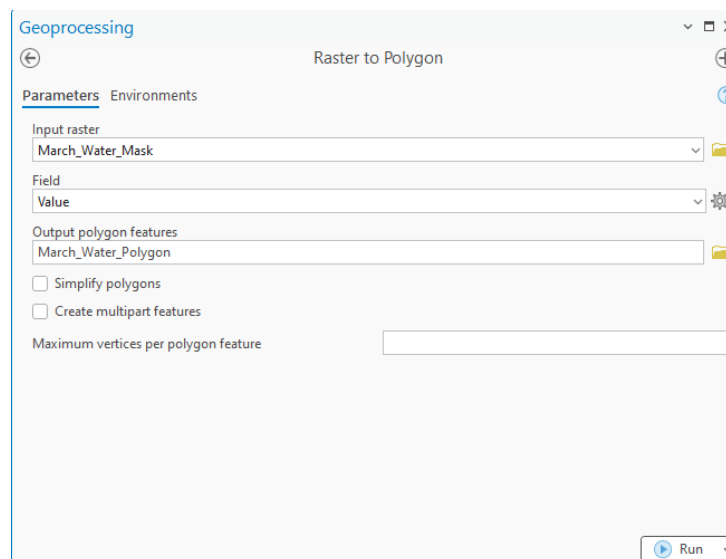 Geoprocessing
Raster to Polygon
Parameters Environments
Input raster
March_Water_Mask
Field
Value
Output polygon features
March_Water_Polygon
Simplify polygons
Create multipart features
Maximum vertices per polygon feature
Run